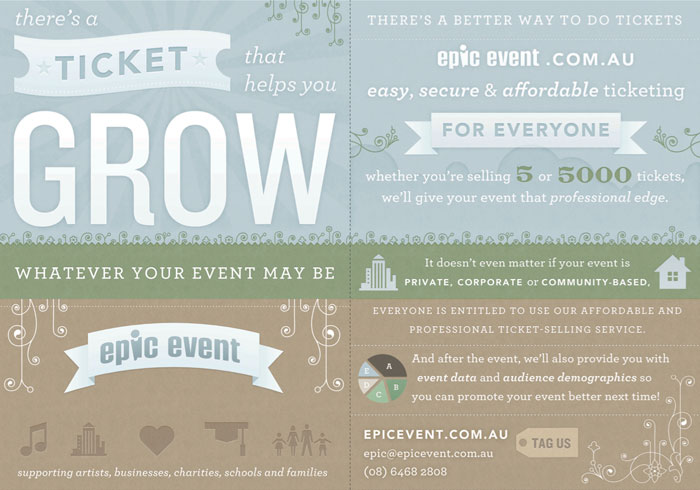 there's a
TICKET
that
helps you
GROW
WHATEVER YOUR EVENT MAY BE
epic event
supporting artists, businesses, charities, schools and families
THERE'S A BETTER WAY TO DO TICKETS
epic event.COM.AU
easy, secure & affordable ticketing
FOR EVERYONE
whether you're selling 5 or 5000 tickets,
we'll give your event that professional edge.
It doesn't even matter if your event is
PRIVATE, CORPORATE or COMMUNITY-BASED,
EVERYONE IS ENTITLED TO USE OUR AFFORDABLE AND
PROFESSIONAL TICKET-SELLING SERVICE.
A
B
C
D
E
And after the event, we'll also provide you with
event data and audience demographics so
you can promote your event better next time!
EPICEVENT.COM.AU
epic@epicevent.com.au
(08) 6468 2808
TAG US